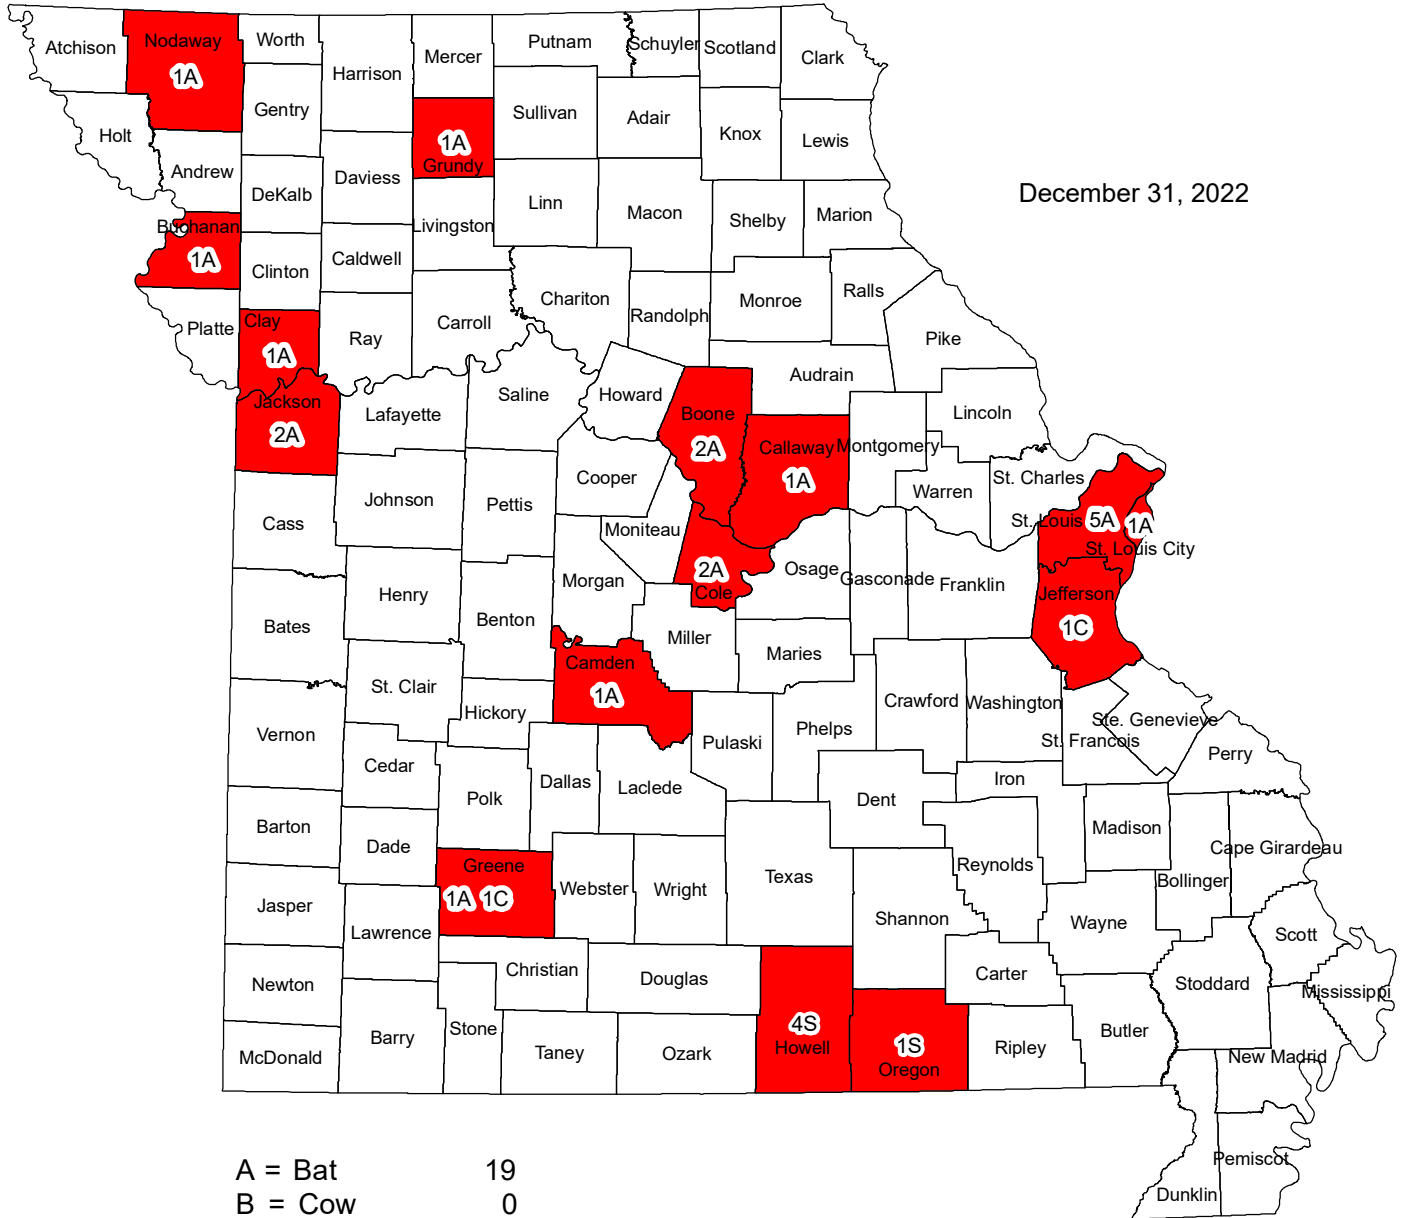 Atchison
Nodaway
1A
Worth
Harrison
Mercer
Putnam
Schuyler
Scotland
Clark
Holt
Gentry
1A
Grundy
Sullivan
Adair
Knox
Lewis
Andrew
DeKalb
Daviess
December 31, 2022
Buchanan
1A
Livingston
Linn
Macon
Shelby
Marion
Clinton
Caldwell
Chariton
Randolph
Monroe
Ralls
Platte
Clay
1A
Ray
Carroll
Pike
Jackson
2A
Lafayette
Saline
Howard
Boone
2A
Audrain
Callaway
1A
Montgomery
Lincoln
Cass
Johnson
Pettis
Cooper
Moniteau
Warren
St. Charles
St. Louis
5A
1A
St. Louis City
Bates
Henry
Benton
Morgan
2A
Cole
Osage
Gasconade
Franklin
Jefferson
1C
Miller
Maries
Camden
1A
Vernon
St. Clair
Hickory
Pulaski
Phelps
Crawford
Washington
Ste. Genevieve
St. Francois
Perry
Cedar
Polk
Dallas
Laclede
Dent
Iron
Barton
Dade
Greene
1A 1C
Webster
Wright
Texas
Reynolds
Madison
Cape Girardeau
Bollinger
Jasper
Lawrence
Shannon
Wayne
Scott
Newton
Christian
Douglas
Carter
Stoddard
Mississippi
McDonald
Barry
Stone
Taney
Ozark
4S
Howell
1S
Oregon
Ripley
Butler
New Madrid
Pemiscot
Dunklin
A = Bat 19
B = Cow 0